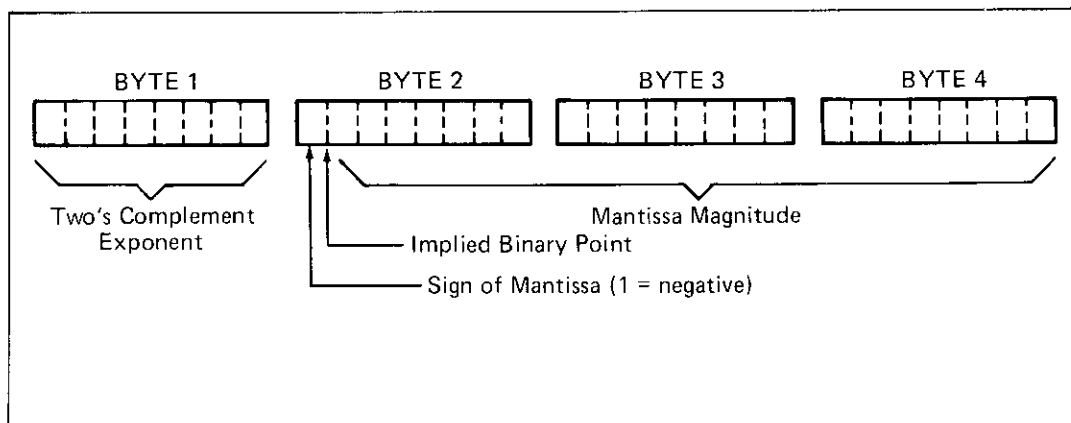 BYTE 1
BYTE 2
BYTE 3
BYTE 4
Two's Complement
Exponent
Mantissa Magnitude
Implied Binary Point
Sign of Mantissa (1 = negative)